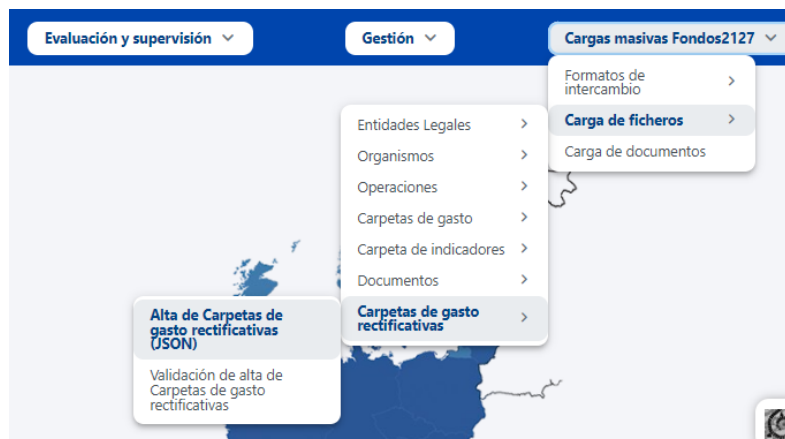 Evaluación y supervisión
Gestión
Cargas masivas Fondos2127
Formatos de
intercambio
Carga de ficheros
Carga de documentos
Entidades Legales
Organismos
Operaciones
Carpetas de gasto
Carpeta de indicadores
Documentos
Carpetas de gasto
rectificativas
Alta de Carpetas de
gasto rectificativas
(JSON)
Validación de alta de
Carpetas de gasto
rectificativas